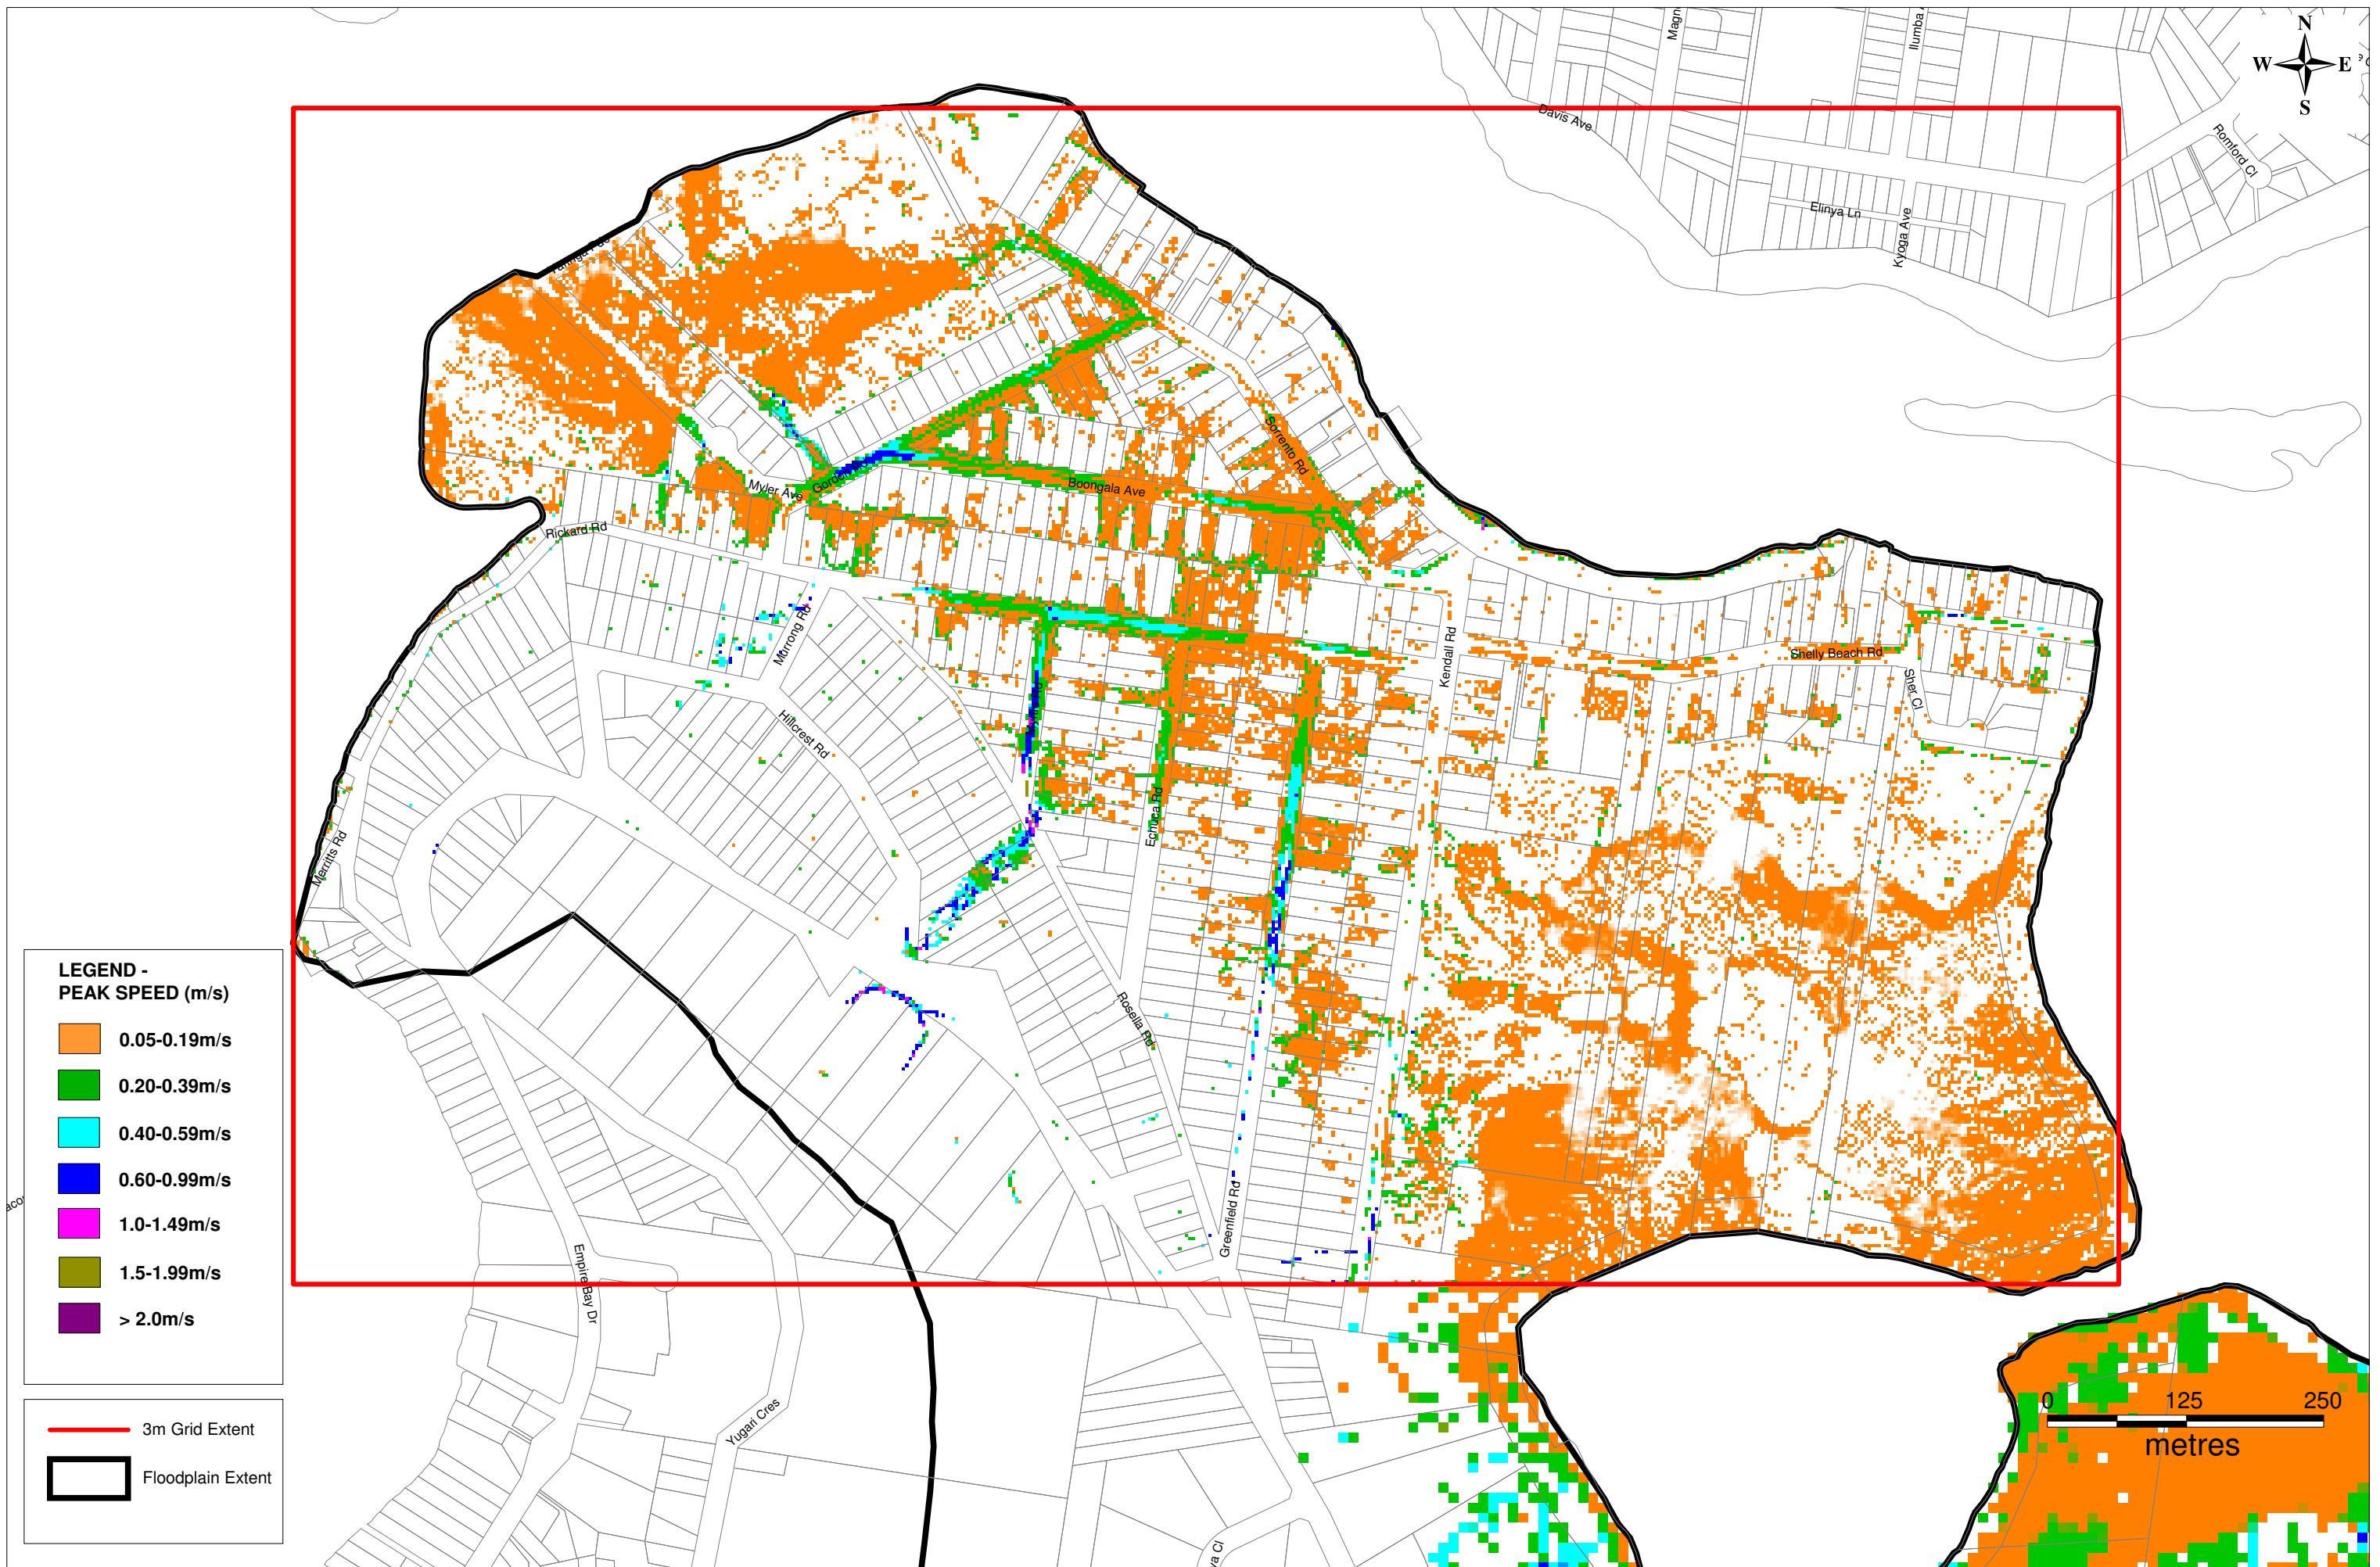 N
W E
S
Magn
Ilumba
Davis Ave
Romford Cl
Elinya Ln
Kyoga Ave
Sorrento Rd
Myler Ave
Boongala Ave
Rickard Rd
Murrong Rd
Kendall Rd
Shelly Beach Rd
Sher Cl
Hillcrest Rd
Echuca Rd
Merritts Rd
Rosella Rd
Greenfield Rd
Empire Bay Dr
Yugari Cres
LEGEND -
PEAK SPEED (m/s)
0.05-0.19m/s
0.20-0.39m/s
0.40-0.59m/s
0.60-0.99m/s
1.0-1.49m/s
1.5-1.99m/s
> 2.0m/s
3m Grid Extent
Floodplain Extent
0 125 250
metres